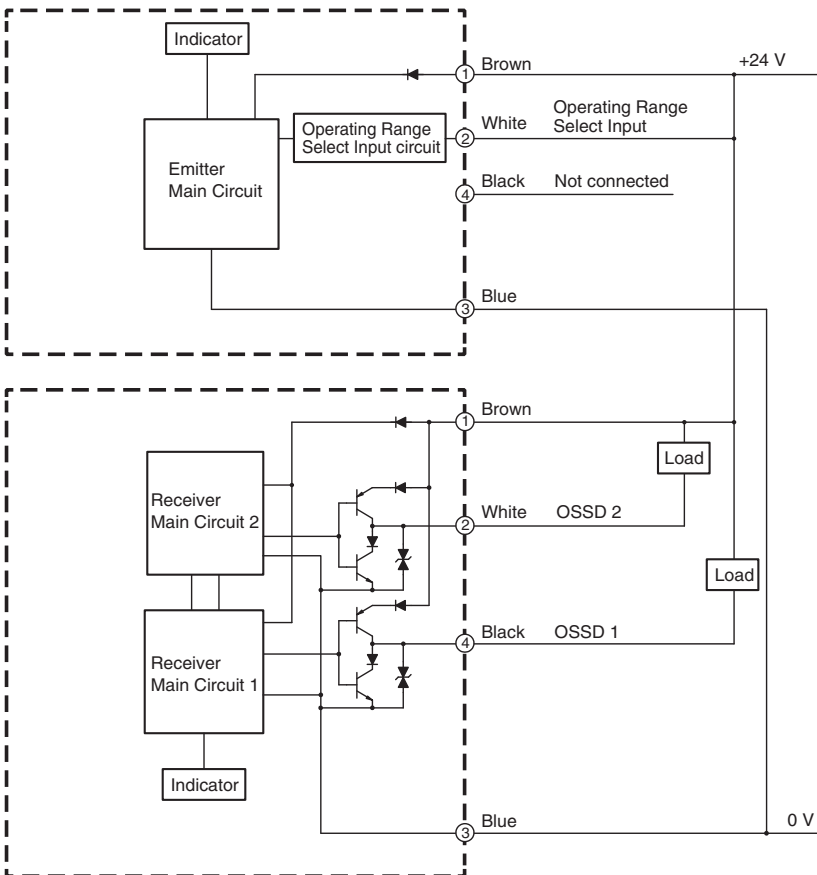 Indicator
① Brown
+24 V
Operating Range
Select Input circuit
② White
Operating Range
Select Input
Emitter
Main Circuit
④ Black Not connected
③ Blue
① Brown
Load
Receiver
Main Circuit 2
② White OSSD 2
Load
④ Black OSSD 1
Receiver
Main Circuit 1
Indicator
③ Blue
0 V